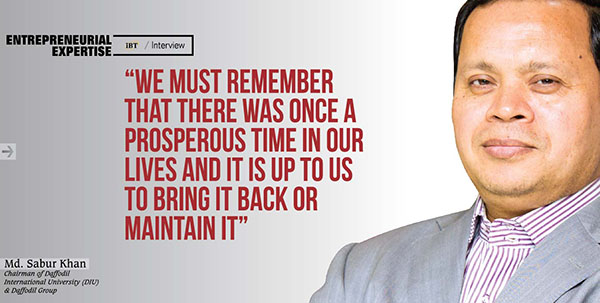 ENTREPRENEURIAL
EXPERTISE
iBT / Interview
“WE MUST REMEMBER
THAT THERE WAS ONCE A
PROSPEROUS TIME IN OUR
LIVES AND IT IS UP TO US
TO BRING IT BACK OR
MAINTAIN IT”
Md. Sabur Khan
Chairman of Daffodil
International University (DIU)
& Daffodil Group